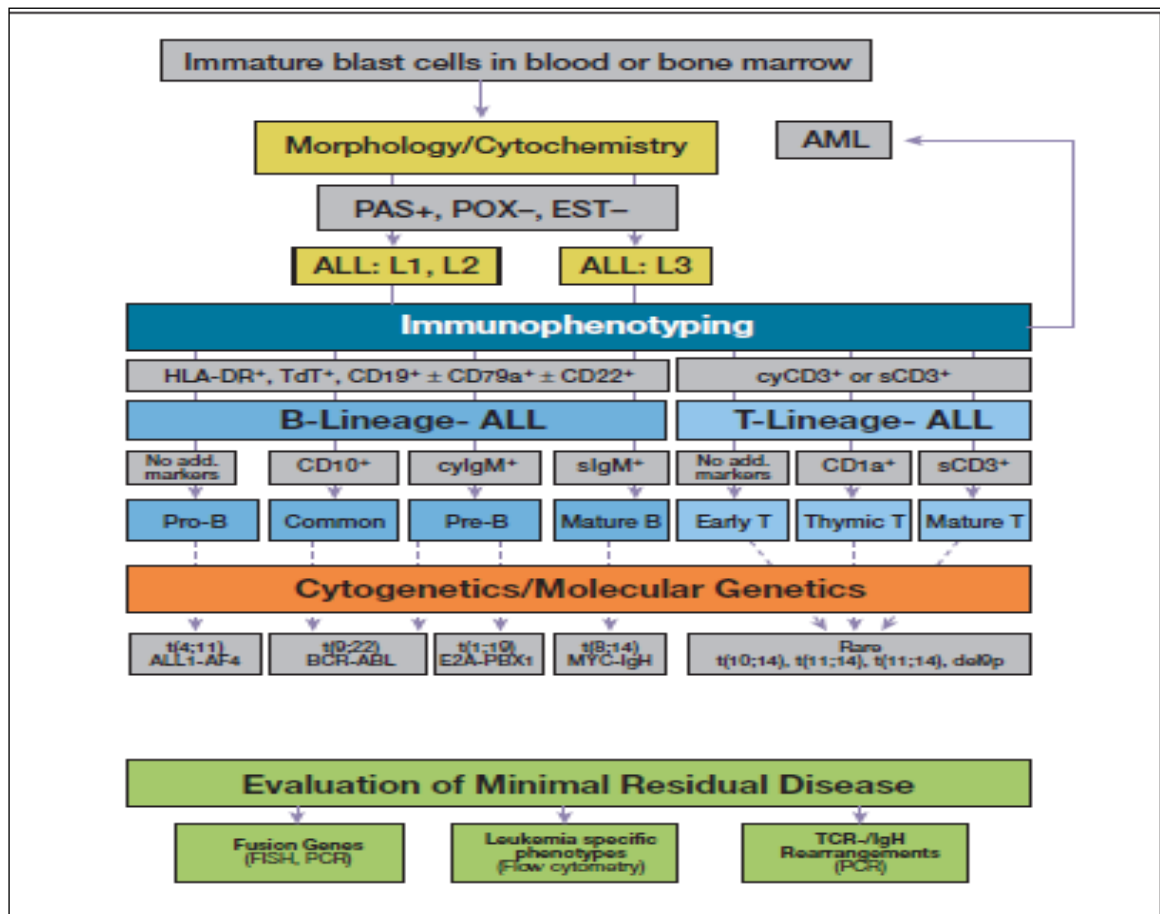 Immature blast cells in blood or bone marrow
Morphology/Cytochemistry
AML
PAS+, POX–, EST–
ALL: L1, L2
ALL: L3
Immunophenotyping
HLA-DR⁺, TdT⁺, CD19⁺ ± CD79a⁺ ± CD22⁺
cyCD3⁺ or sCD3⁺
B-Lineage- ALL
T-Lineage- ALL
No add.
markers
CD10⁺
cyIgM⁺
sIgM⁺
No add.
markers
CD1a⁺
sCD3⁺
Pro-B
Common
Pre-B
Mature B
Early T
Thymic T
Mature T
Cytogenetics/Molecular Genetics
t(4;11)
ALL1-AF4
t(9;22)
BCR-ABL
t(1;19)
E2A-PBX1
t(8;14)
MYC-IgH
Rare
t(10;14), t(11;14), t(11;14), del9p
Evaluation of Minimal Residual Disease
Fusion Genes
(FISH, PCR)
Leukemia specific
phenotypes
(Flow cytometry)
TCR-/IgH
Rearrangements
(PCR)